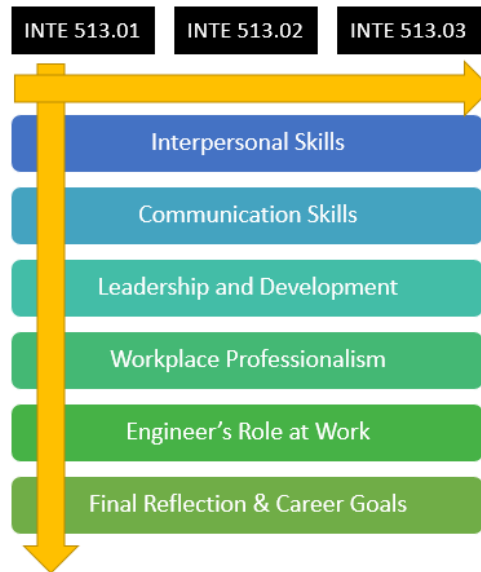 INTE 513.01 INTE 513.02 INTE 513.03
Interpersonal Skills
Communication Skills
Leadership and Development
Workplace Professionalism
Engineer’s Role at Work
Final Reflection & Career Goals